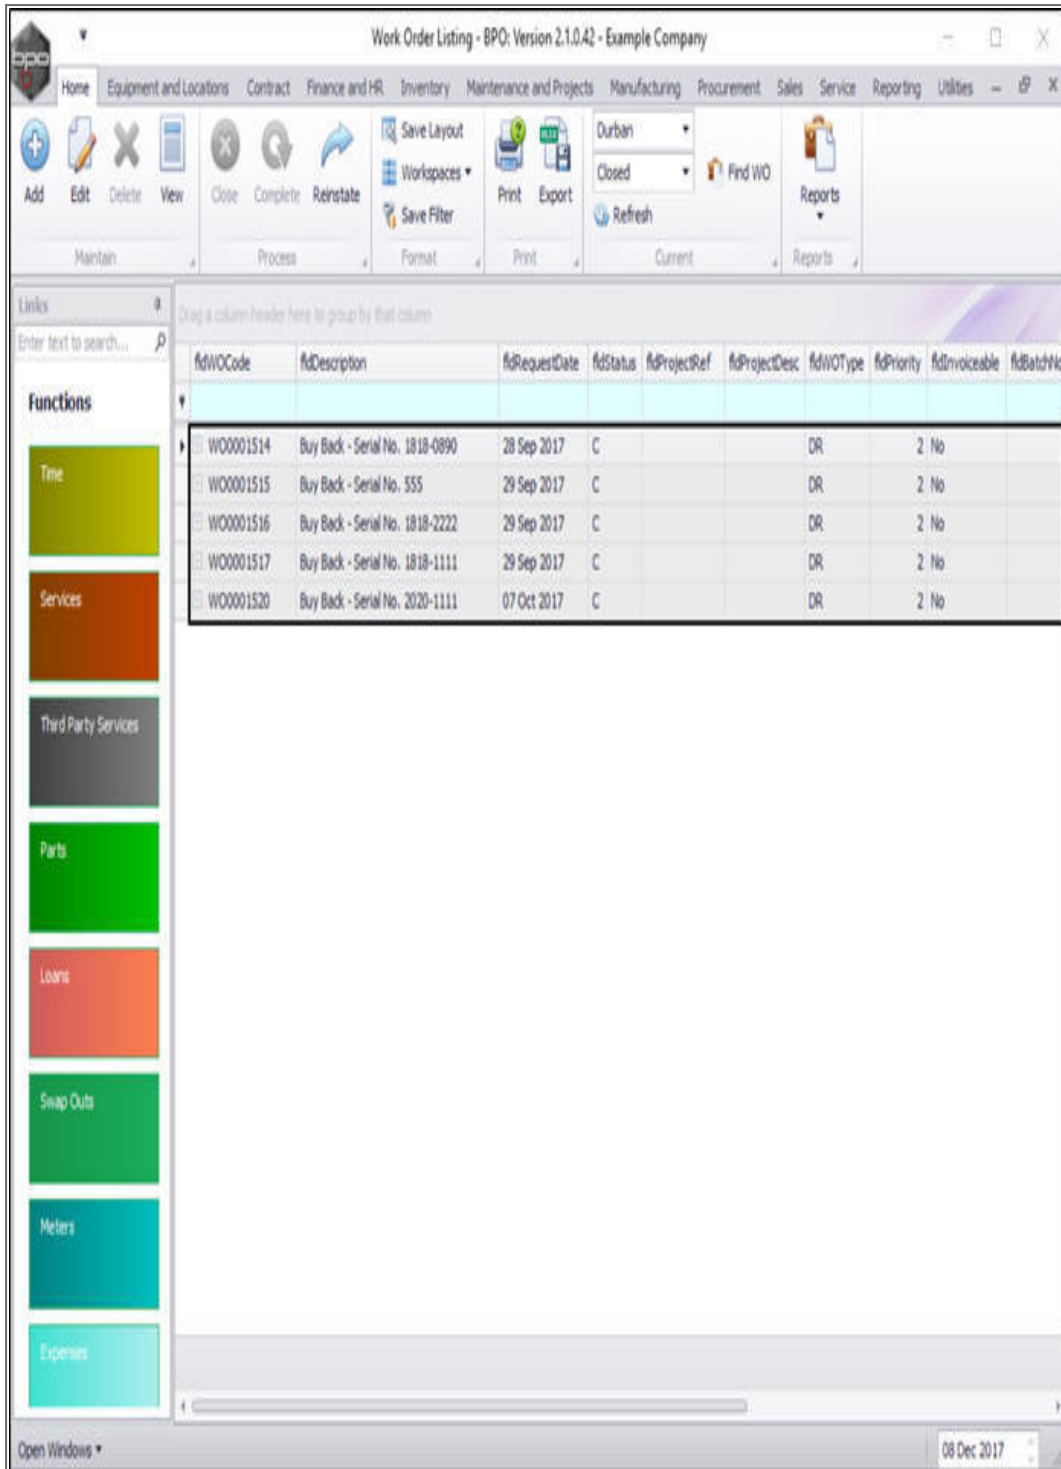 Work Order Listing - BPO: Version 2.1.0.42 - Example Company
bpo
Home Equipment and Locations Contract Finance and HR Inventory Maintenance and Projects Manufacturing Procurement Sales Service Reporting Utilities
Add Edit Delete View Close Complete Reinstate Save Layout Workspaces Save Filter Print Export Durban Closed Refresh Find WO Reports
Maintain Process Format Print Current Reports
Links
Drag a column header here to group by that column
Enter text to search...
fldWOCode fldDescription fldRequestDate fldStatus fldProjectRef fldProjectDesc fldWOType fldPriority fldInvoiceable fldBatchNo
Functions
WO0001514 Buy Back - Serial No. 1818-0890 28 Sep 2017 C DR 2 No
WO0001515 Buy Back - Serial No. 555 29 Sep 2017 C DR 2 No
WO0001516 Buy Back - Serial No. 1818-2222 29 Sep 2017 C DR 2 No
WO0001517 Buy Back - Serial No. 1818-1111 29 Sep 2017 C DR 2 No
WO0001520 Buy Back - Serial No. 2020-1111 07 Oct 2017 C DR 2 No
Time
Services
Third Party Services
Parts
Loans
Swap Outs
Meters
Expenses
Open Windows
08 Dec 2017